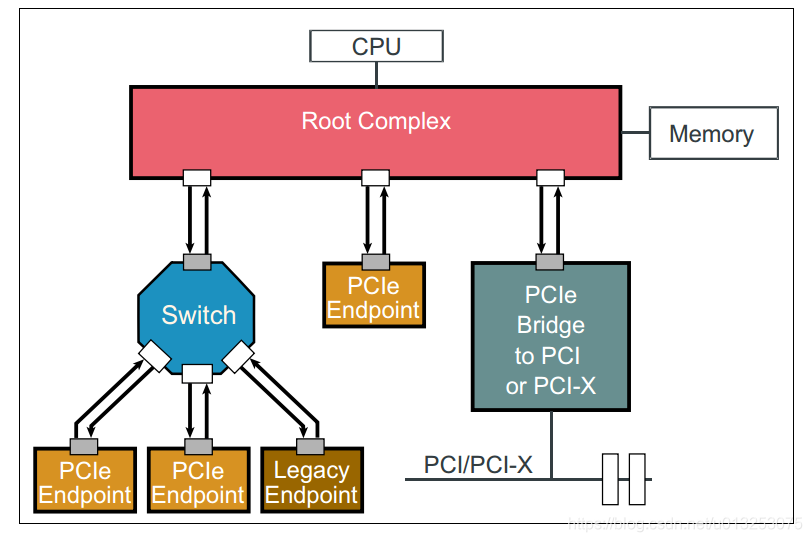 CPU
Root Complex
Memory
Switch
PCIe
Endpoint
PCIe
Bridge
to PCI
or PCI-X
PCI/PCI-X
PCIe
Endpoint
PCIe
Endpoint
Legacy
Endpoint